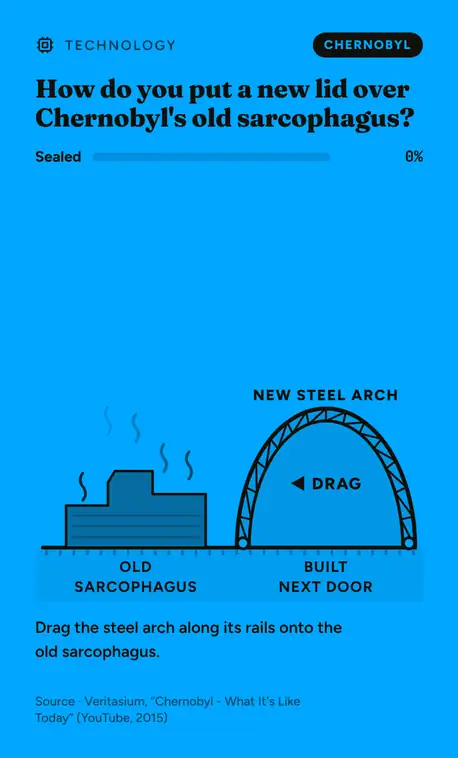 TECHNOLOGY
CHERNOBYL
How do you put a new lid over
Chernobyl's old sarcophagus?
Sealed
0%
NEW STEEL ARCH
DRAG
OLD
SARCOPHAGUS
BUILT
NEXT DOOR
Drag the steel arch along its rails onto the
old sarcophagus.
Source · Veritasium, “Chernobyl - What It's Like
Today” (YouTube, 2015)